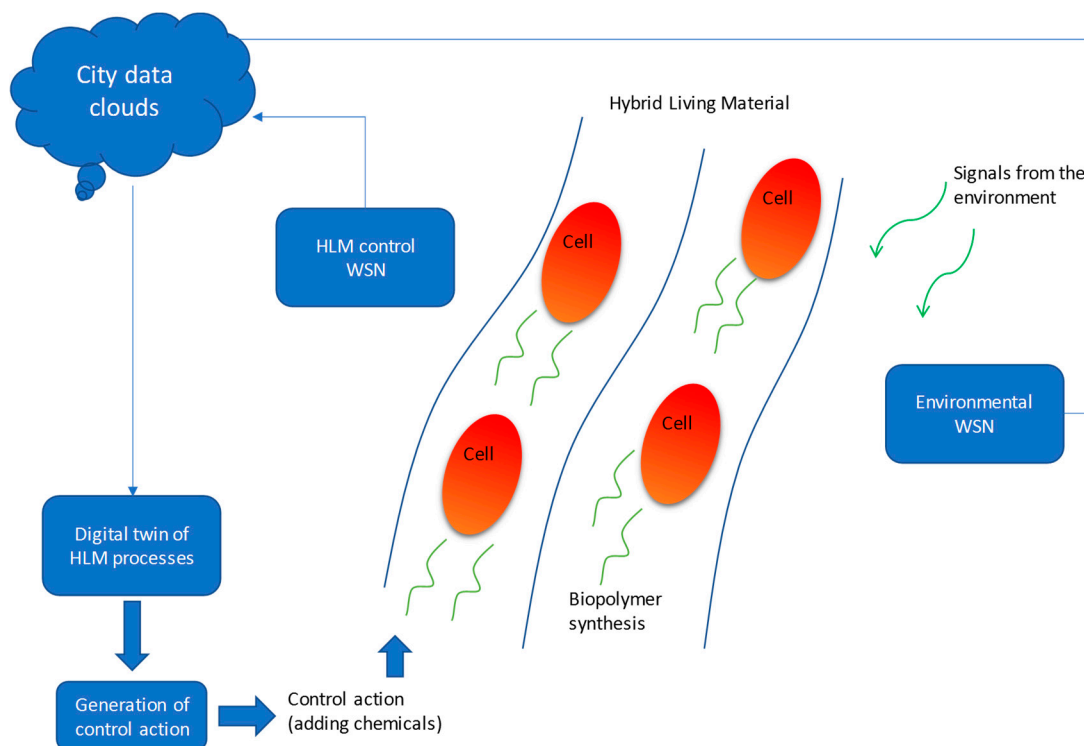 City data
clouds
Hybrid Living Material
HLM control
WSN
Cell
Cell
Signals from the
environment
Environmental
WSN
Cell
Cell
Digital twin of
HLM processes
Biopolymer
synthesis
Generation of
control action
Control action
(adding chemicals)